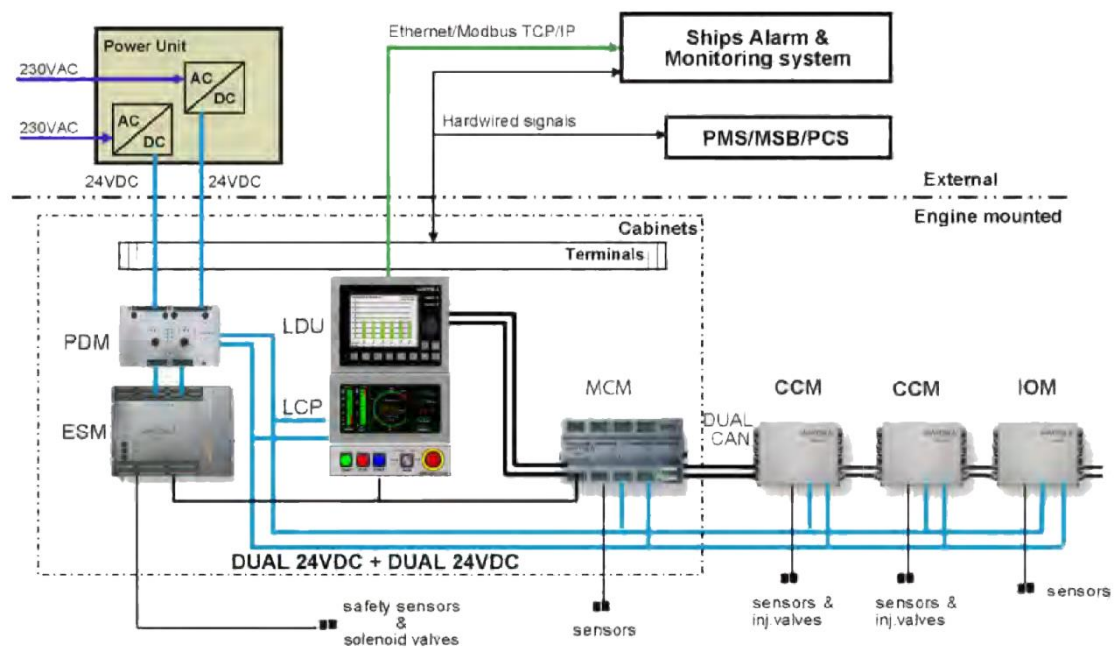 Ethernet/Modbus TCP/IP
Power Unit
Ships Alarm &
Monitoring system
230VAC
AC
DC
230VAC
AC
DC
Hardwired signals
PMS/MSB/PCS
24VDC
24VDC
External
Engine mounted
Cabinets
Terminals
LDU
PDM
LCP
MCM
CCM
CCM
IOM
DUAL
CAN
ESM
DUAL 24VDC + DUAL 24VDC
safety sensors
&
solenoid valves
sensors
sensors &
inj.valves
sensors &
inj.valves
sensors